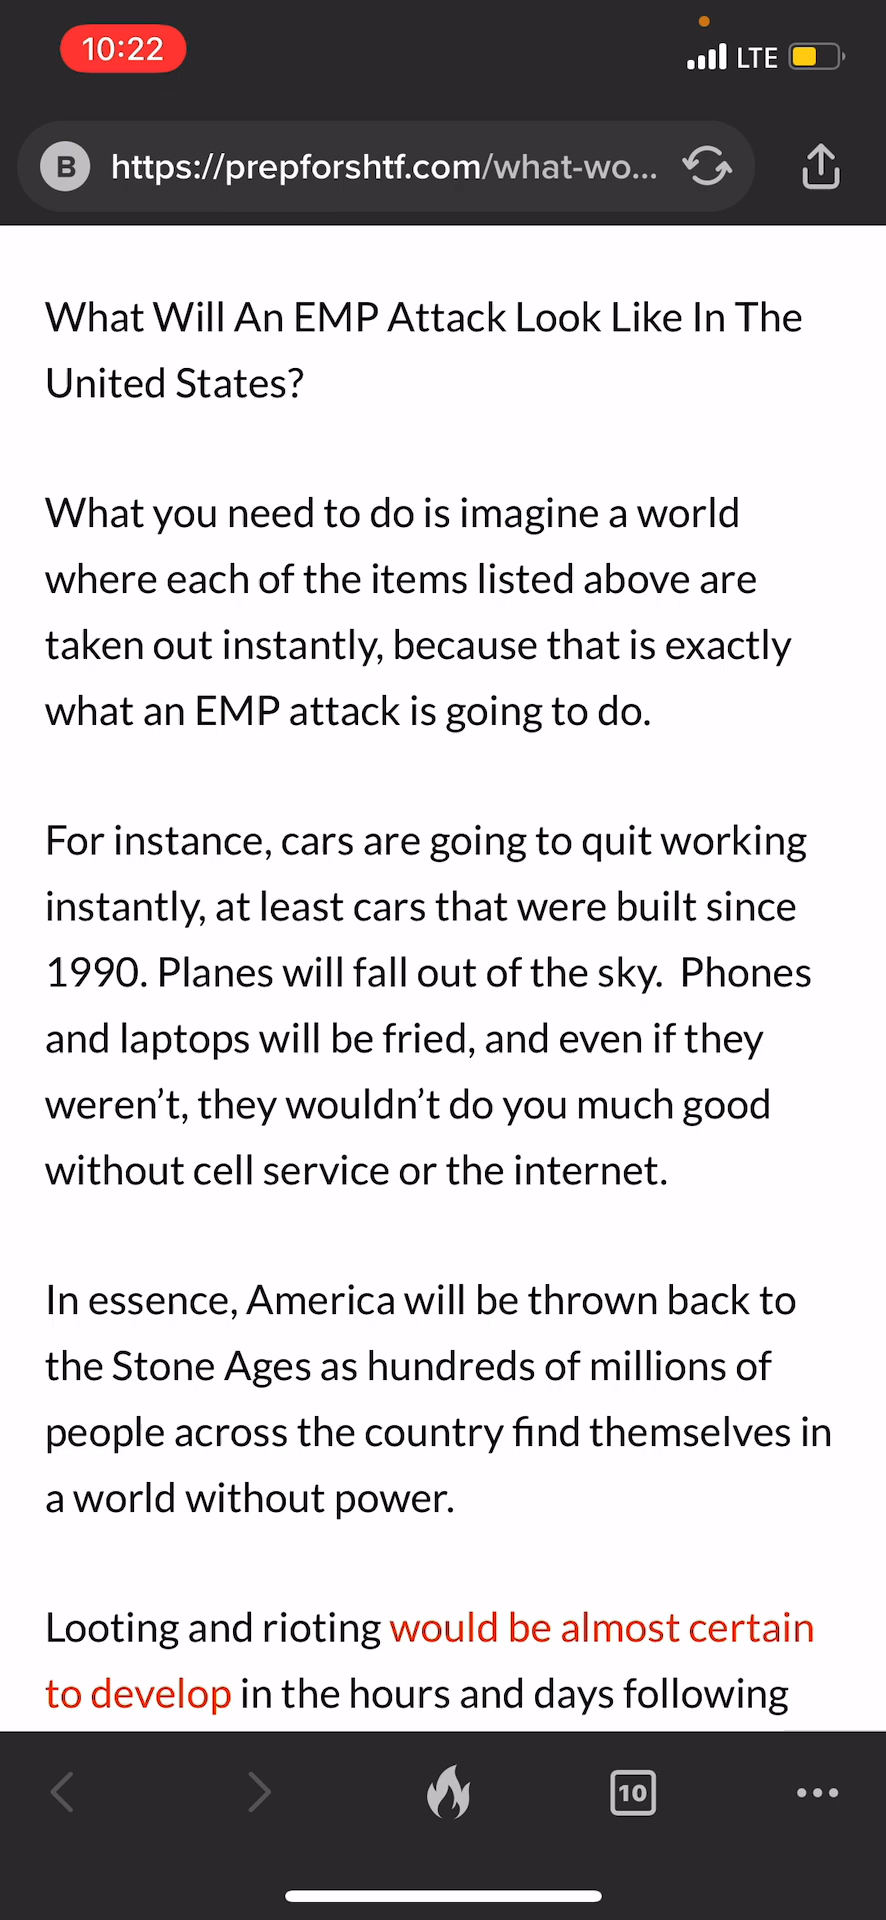 10:22
LTE
B https://prepforshtf.com/what-wo...
What Will An EMP Attack Look Like In The
United States?
What you need to do is imagine a world
where each of the items listed above are
taken out instantly, because that is exactly
what an EMP attack is going to do.
For instance, cars are going to quit working
instantly, at least cars that were built since
1990. Planes will fall out of the sky.  Phones
and laptops will be fried, and even if they
weren’t, they wouldn’t do you much good
without cell service or the internet.
In essence, America will be thrown back to
the Stone Ages as hundreds of millions of
people across the country find themselves in
a world without power.
Looting and rioting would be almost certain
to develop in the hours and days following
10